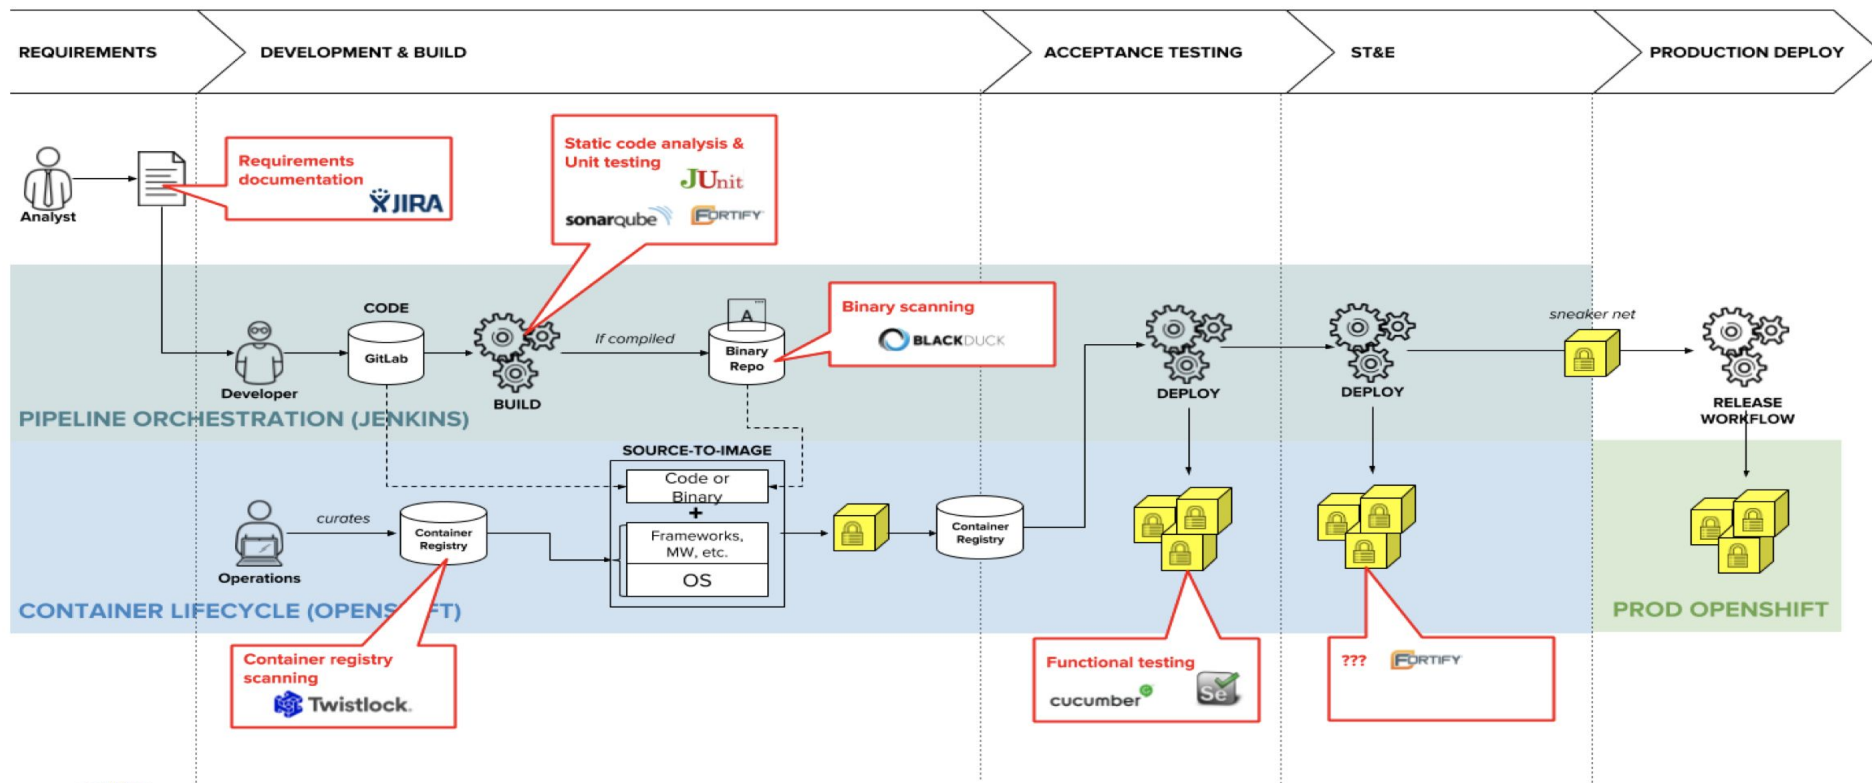 REQUIREMENTS
DEVELOPMENT & BUILD
ACCEPTANCE TESTING
ST&E
PRODUCTION DEPLOY
Analyst
Requirements
documentation
JIRA
Static code analysis &
Unit testing
JUnit
sonarqube
FORTIFY
CODE
GitLab
Developer
BUILD
If compiled
A
Binary
Repo
Binary scanning
BLACKDUCK
DEPLOY
DEPLOY
sneaker net
RELEASE
WORKFLOW
PIPELINE ORCHESTRATION (JENKINS)
SOURCE-TO-IMAGE
Code or
Binary
+
Frameworks,
MW, etc.
OS
Operations
curates
Container
Registry
Container
Registry
CONTAINER LIFECYCLE (OPENSHIFT)
PROD OPENSHIFT
Container registry
scanning
Twistlock
Functional testing
cucumber
Se
???
FORTIFY